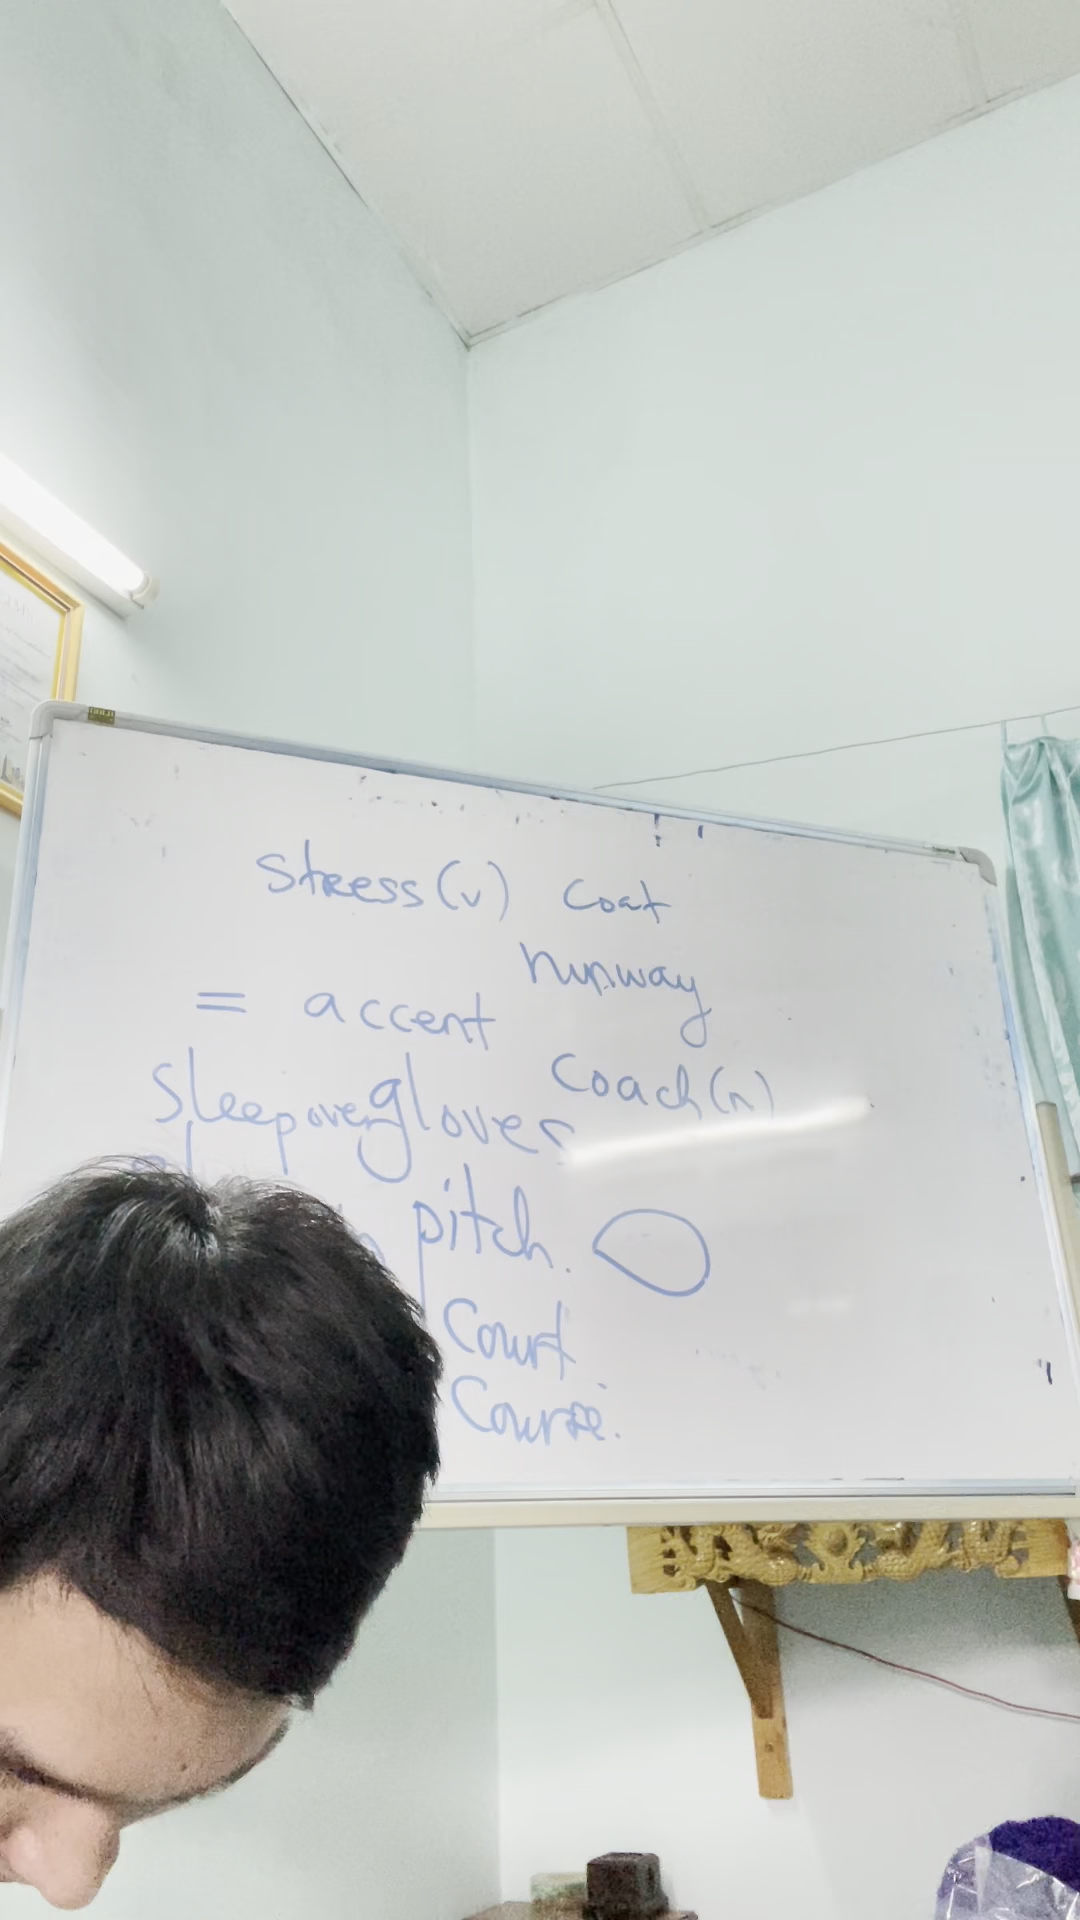 stress (v) coat
runway
= accent
coach (n)
sleepover gloves
pitch.
court
course.